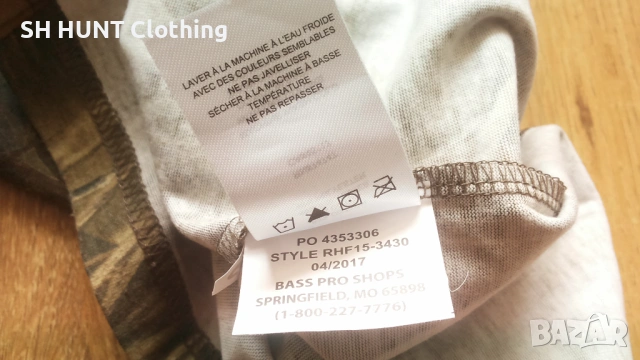 SH HUNT Clothing
LAVER À LA MACHINE À L'EAU FROIDE
AVEC DES COULEURS SEMBLABLES
NE PAS JAVELLISER
SÉCHER À LA MACHINE À BASSE
TEMPÉRATURE
NE PAS REPASSER
PO 4353306
STYLE RHF15-3430
04/2017
BASS PRO SHOPS
SPRINGFIELD, MO 65898
(1-800-227-7776)
BAZAR